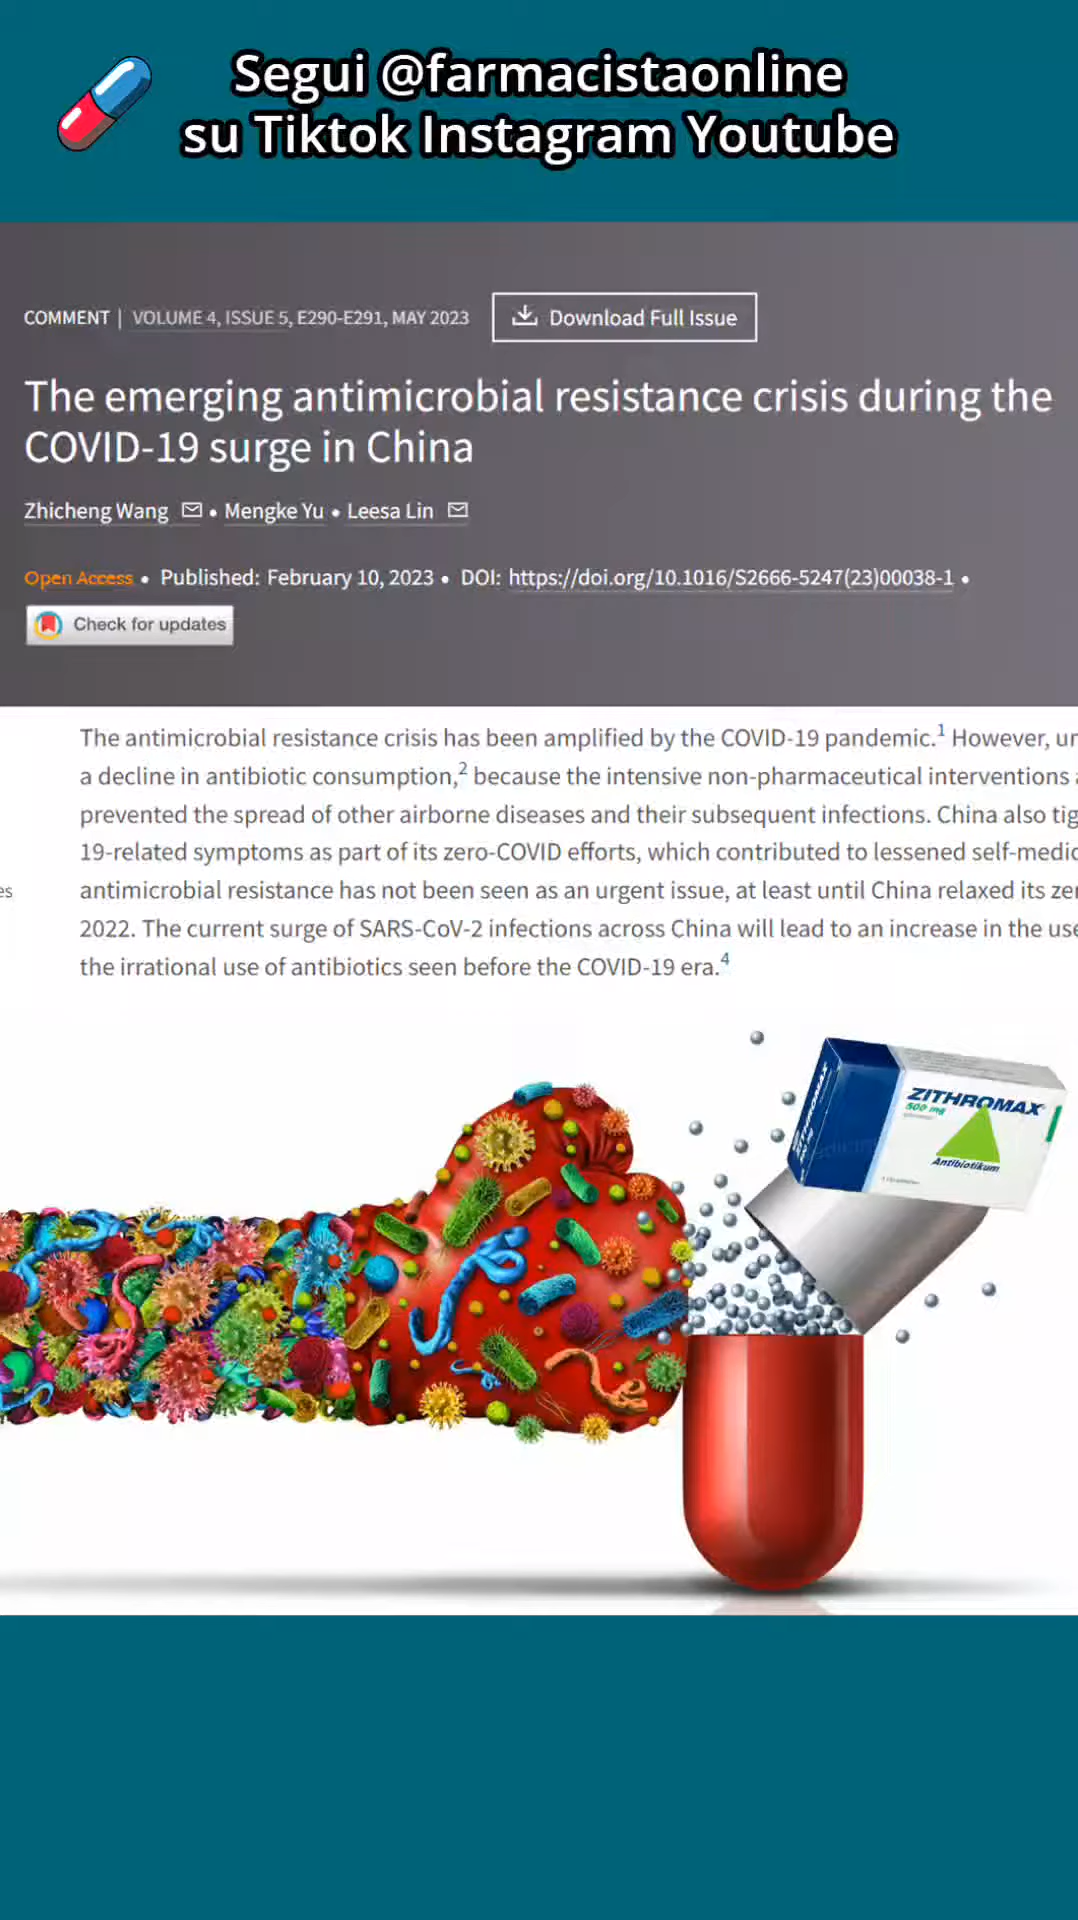 Segui @farmacistaonline
su Tiktok Instagram Youtube
COMMENT | VOLUME 4, ISSUE 5, E290-E291, MAY 2023
Download Full Issue
The emerging antimicrobial resistance crisis during the
COVID-19 surge in China
Zhicheng Wang • Mengke Yu • Leesa Lin
Open Access • Published: February 10, 2023 • DOI: https://doi.org/10.1016/S2666-5247(23)00038-1 •
Check for updates
The antimicrobial resistance crisis has been amplified by the COVID-19 pandemic.1 However,
a decline in antibiotic consumption,2 because the intensive non-pharmaceutical interventions
prevented the spread of other airborne diseases and their subsequent infections. China also
19-related symptoms as part of its zero-COVID efforts, which contributed to lessened
antimicrobial resistance has not been seen as an urgent issue, at least until China relaxed its
2022. The current surge of SARS-CoV-2 infections across China will lead to an increase in the
the irrational use of antibiotics seen before the COVID-19 era.4
ZITHROMAX
500 mg
Antibiotikum